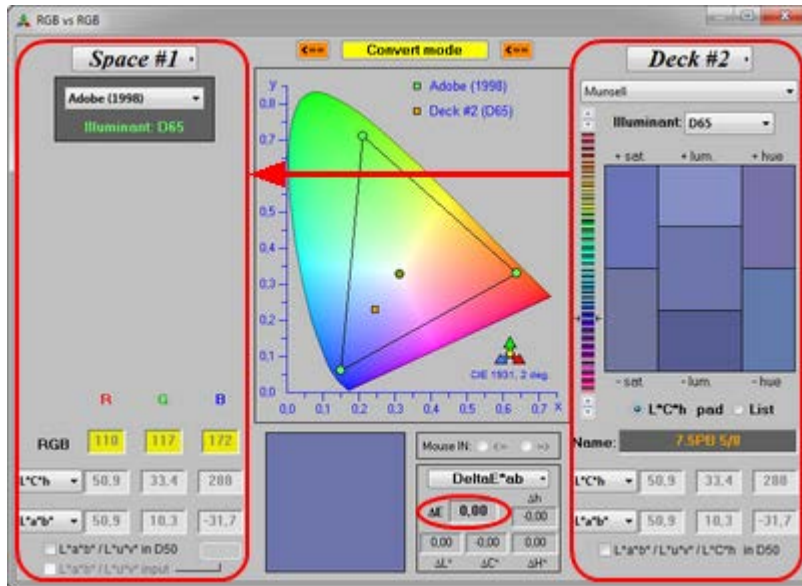 RGB vs RGB
Space #1
<== Convert mode <==
Deck #2
Adobe (1998)
Illuminant: D65
y
Adobe (1998)
Deck #2 (D65)
0,8
0,7
0,5
0,4
0,3
0,2
0,1
0,0
0,0 0,1 0,2 0,3 0,4 0,5 0,6 0,7 X
CIE 1931, 2 deg.
Munsell
Illuminant: D65
+ sat. + lum. + hue
- sat. - lum. - hue
L*C*h pad List
Name: 7.5PB 5/8
L*C*h 50,9 33,4 288
L*a*b* 50,9 10,3 -31,7
L*a*b* / L*u*v* / L*C*h in D50
R G B
RGB 110 117 172
L*C*h 50,9 33,4 288
L*a*b* 50,9 10,3 -31,7
L*a*b* / L*u*v* in D50
L*a*b* / L*u*v* input
Mouse IN: <= =>
DeltaE*ab
ΔE 0,00
Δh
-0,00
0,00 -0,00 0,00
ΔL* ΔC* ΔH*